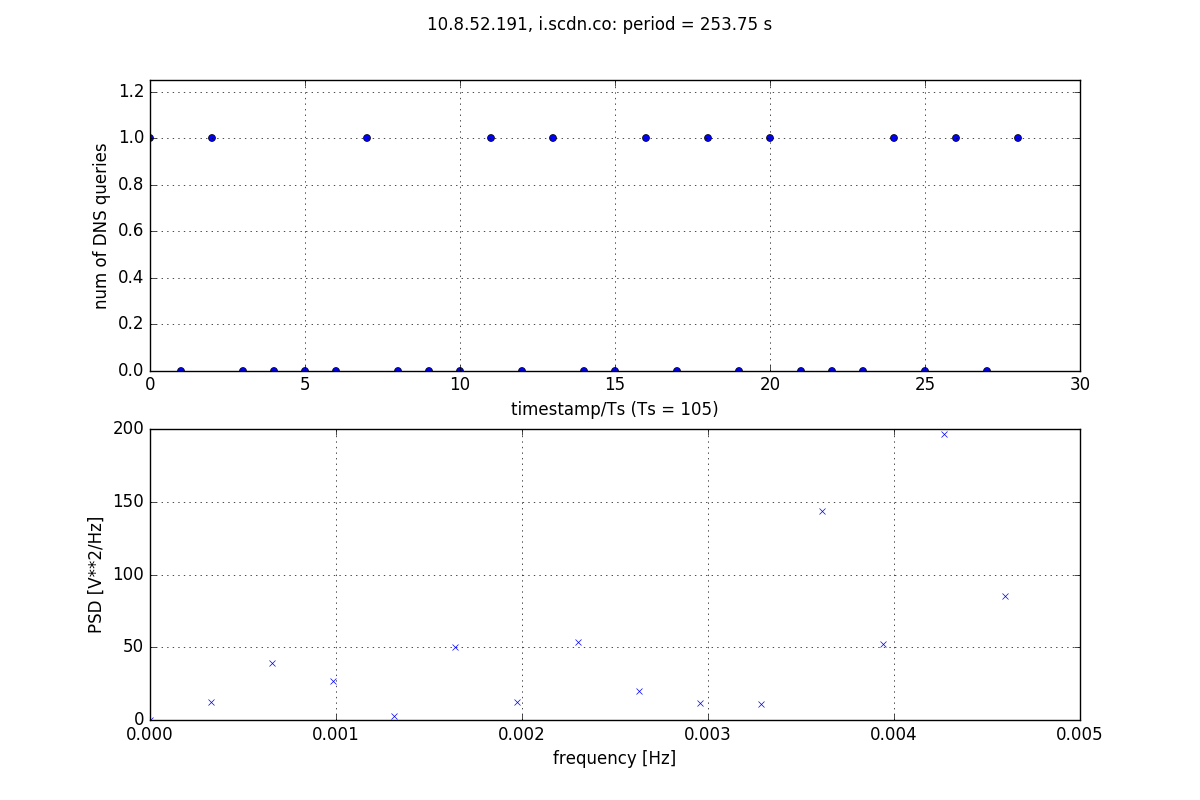 10.8.52.191, i.scdn.co: period = 253.75 s
num of DNS queries
1.2
1.0
0.8
0.6
0.4
0.2
0.0
0 5 10 15 20 25 30
timestamp/Ts (Ts = 105)
PSD [V**2/Hz]
200
150
100
50
0
0.000 0.001 0.002 0.003 0.004 0.005
frequency [Hz]